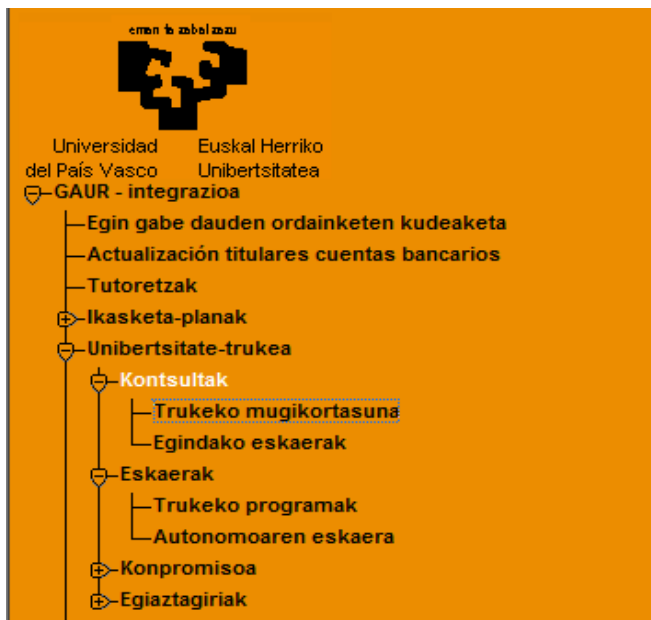 eman ta zabal zazu
Universidad Euskal Herriko
del País Vasco Unibertsitatea
GAUR - integrazioa
Egin gabe dauden ordainketen kudeaketa
Actualización titulares cuentas bancarios
Tutoretzak
Ikasketa-planak
Unibertsitate-trukea
Kontsultak
Trukeko mugikortasuna
Egindako eskaerak
Eskaerak
Trukeko programak
Autonomoaren eskaera
Konpromisoa
Egiaztagiriak